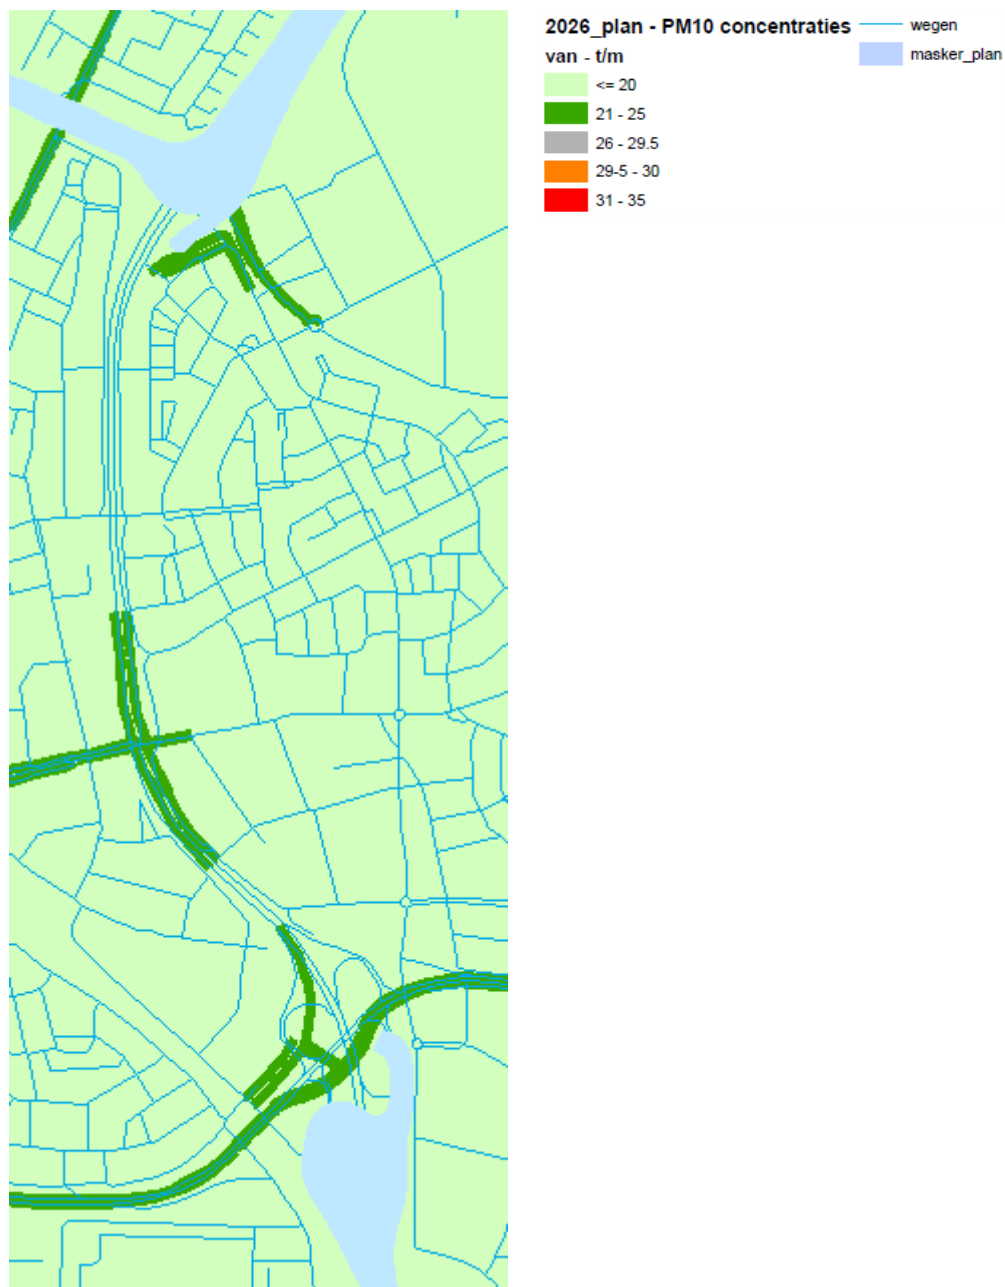 2026_plan - PM10 concentraties
van - t/m
<= 20
21 - 25
26 - 29.5
29-5 - 30
31 - 35
wegen
masker_plan